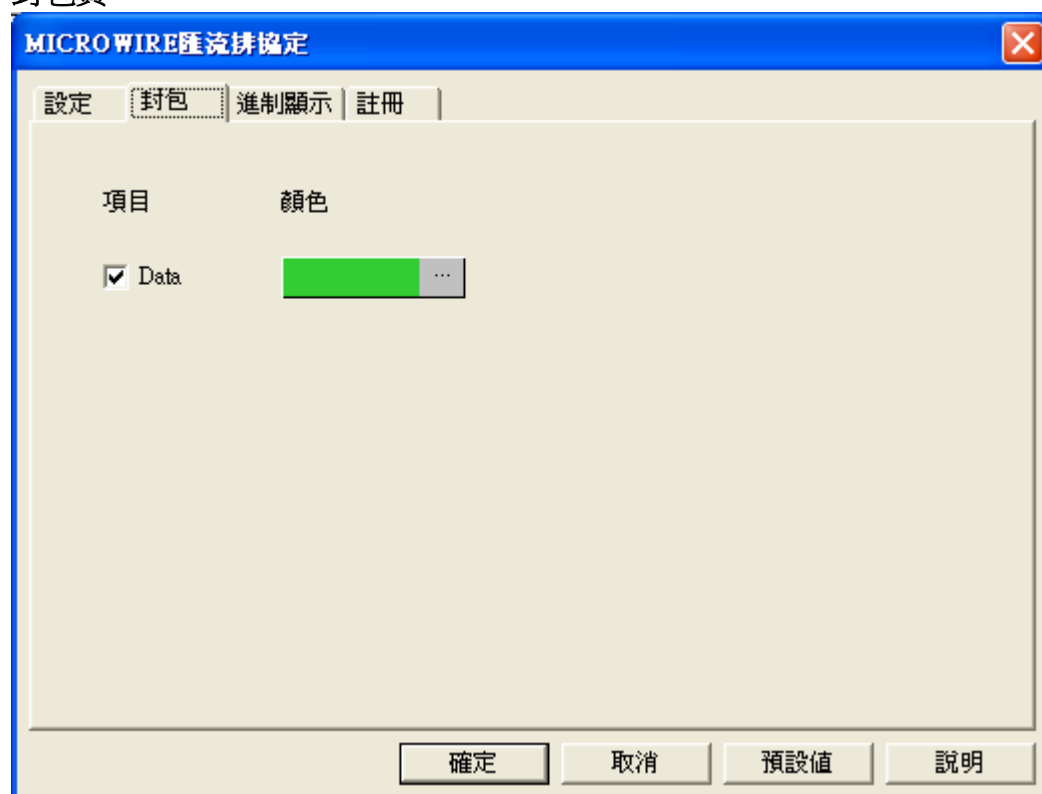 MICROWIRE匯流排協定
設定 封包 進制顯示 註冊
項目 顏色
Data ...
確定 取消 預設值 說明